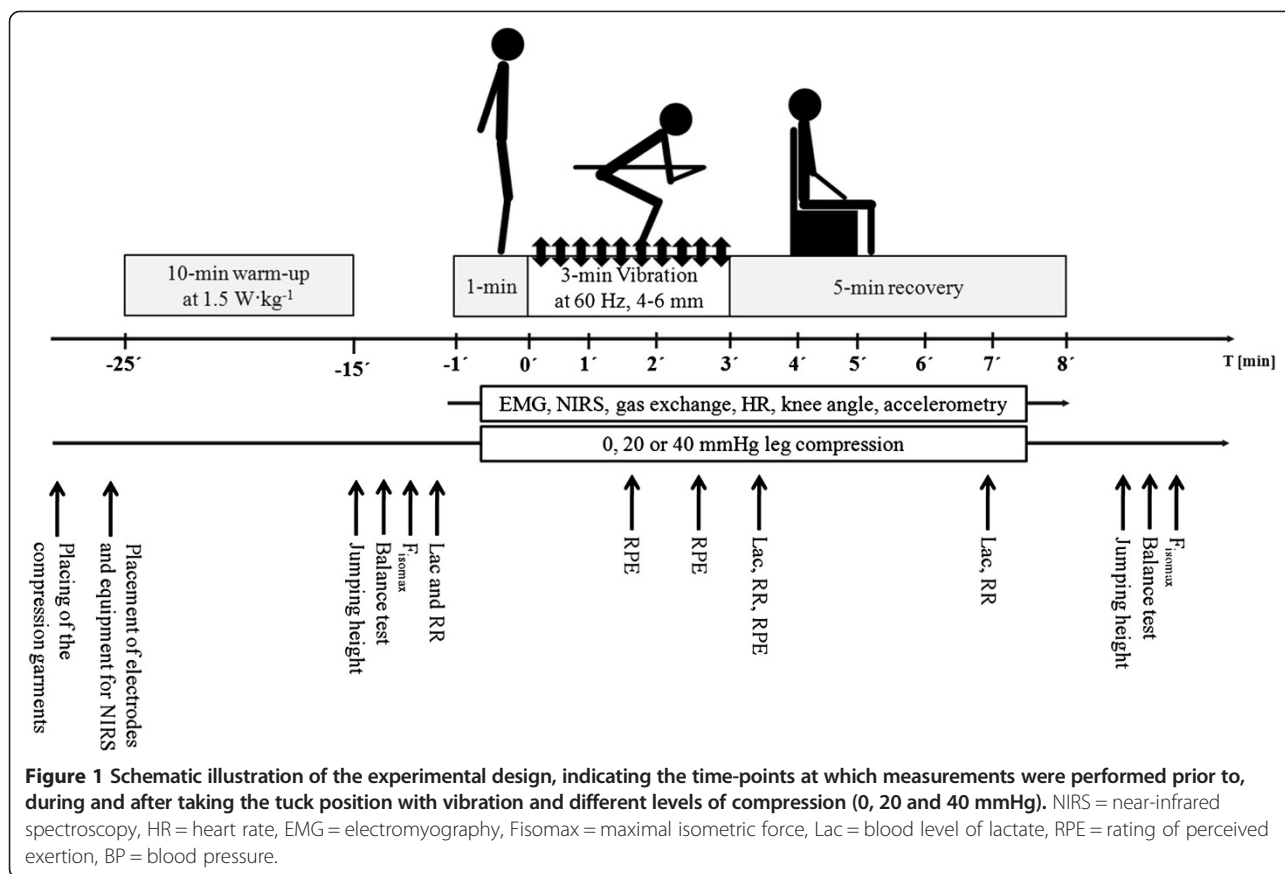 10-min warm-up
at 1.5 W·kg-1
1-min
3-min Vibration
at 60 Hz, 4-6 mm
5-min recovery
-25´
-15´
-1´
0´
1´
2´
3´
4´
5´
6´
7´
8´
T [min]
EMG, NIRS, gas exchange, HR, knee angle, accelerometry
0, 20 or 40 mmHg leg compression
Placing of the
compression garments
Placement of electrodes
and equipment for NIRS
Jumping height
Balance test
Fisomax
Lac and RR
RPE
RPE
Lac, RR, RPE
Lac, RR
Jumping height
Balance test
Fisomax
Figure 1 Schematic illustration of the experimental design, indicating the time-points at which measurements were performed prior to,
during and after taking the tuck position with vibration and different levels of compression (0, 20 and 40 mmHg). NIRS = near-infrared
spectroscopy, HR = heart rate, EMG = electromyography, Fisomax = maximal isometric force, Lac = blood level of lactate, RPE = rating of perceived
exertion, BP = blood pressure.